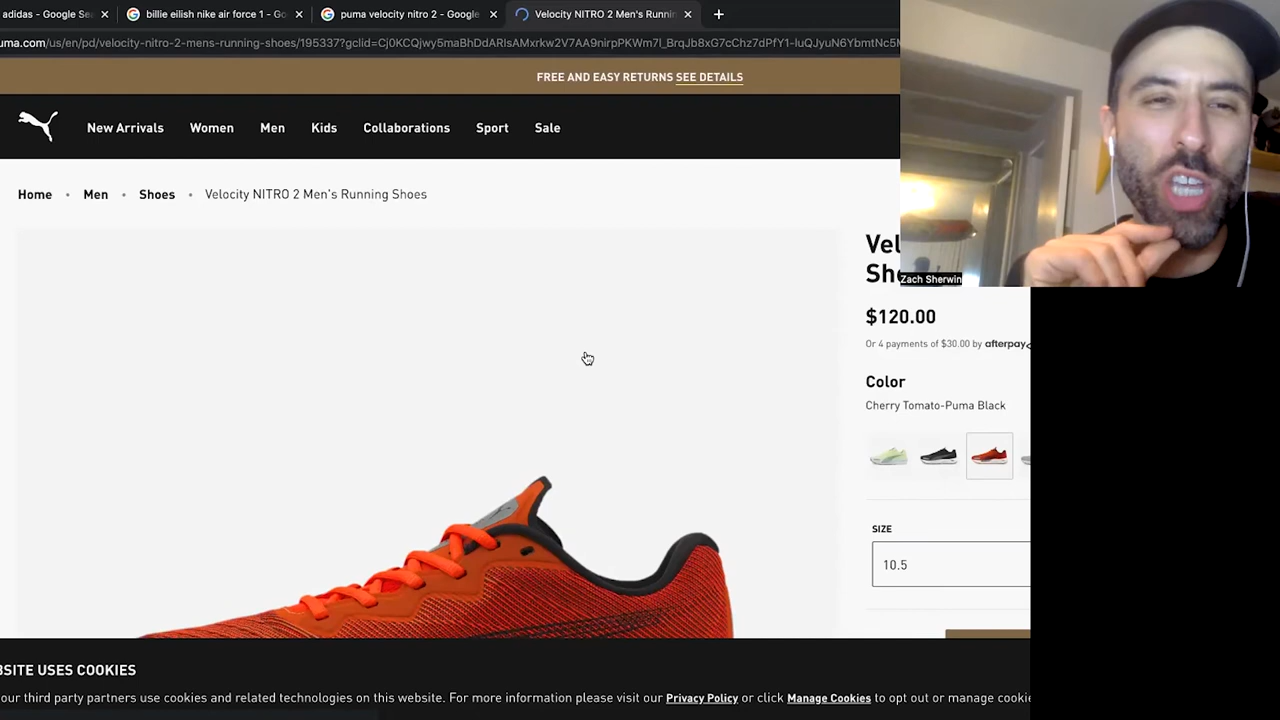 adidas - Google Se
billie eilish nike air force 1 - Go
puma velocity nitro 2 - Google
Velocity NITRO 2 Men's Runnin
uma.com/us/en/pd/velocity-nitro-2-mens-running-shoes/195337?gclid=
FREE AND EASY RETURNS SEE DETAILS
New Arrivals Women Men Kids Collaborations Sport Sale
Home • Men • Shoes • Velocity NITRO 2 Men's Running Shoes
Vel
She
Zach Sherwin
$120.00
Or 4 payments of $30.00 by afterpay
Color
Cherry Tomato-Puma Black
SIZE
10.5
BSITE USES COOKIES
our third party partners use cookies and related technologies on this website. For more information please visit our Privacy Policy or click Manage Cookies to opt out or manage cookie